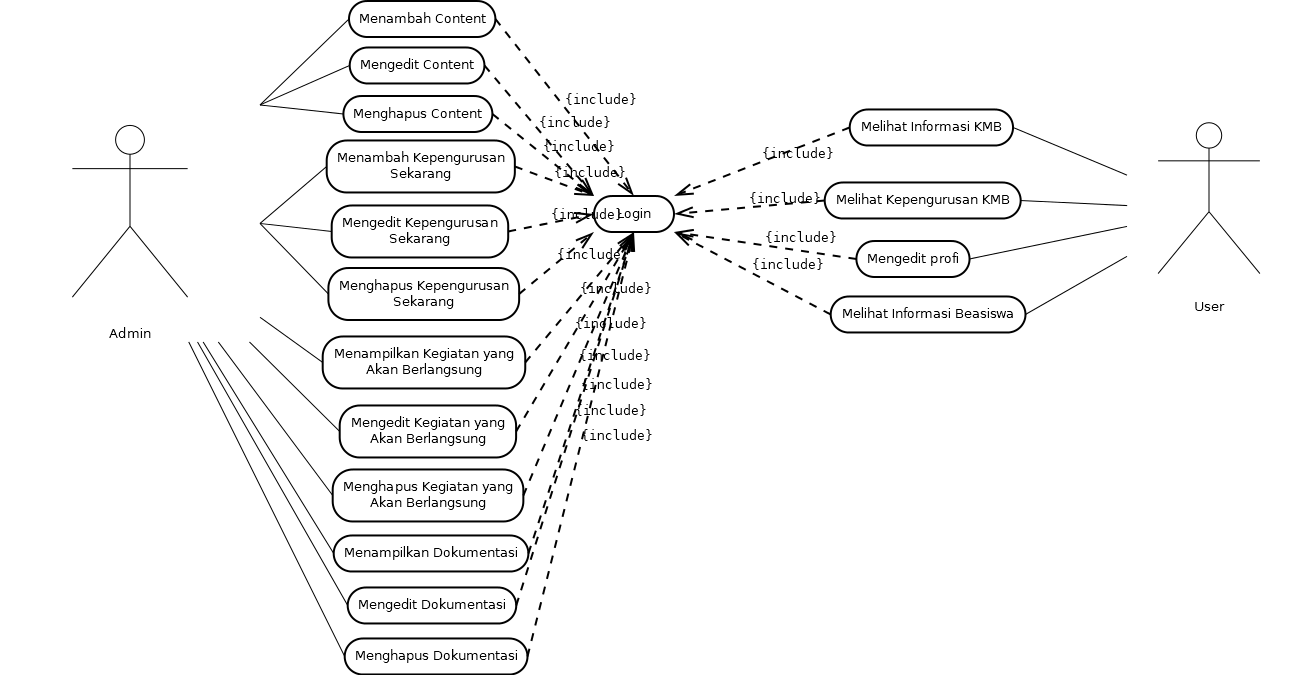 Menambah Content
Mengedit Content
Menghapus Content
Menambah Kepengurusan
Sekarang
Mengedit Kepengurusan
Sekarang
Menghapus Kepengurusan
Sekarang
Menampilkan Kegiatan yang
Akan Berlangsung
Mengedit Kegiatan yang
Akan Berlangsung
Menghapus Kegiatan yang
Akan Berlangsung
Menampilkan Dokumentasi
Mengedit Dokumentasi
Menghapus Dokumentasi
Admin
{include}
{include}
{include}
{include}
{include}
Login
{include}
{include}
{include}
{include}
{include}
{include}
{include}
{include}
{include}
{include}
{include}
Melihat Informasi KMB
Melihat Kepengurusan KMB
Mengedit profi
Melihat Informasi Beasiswa
User